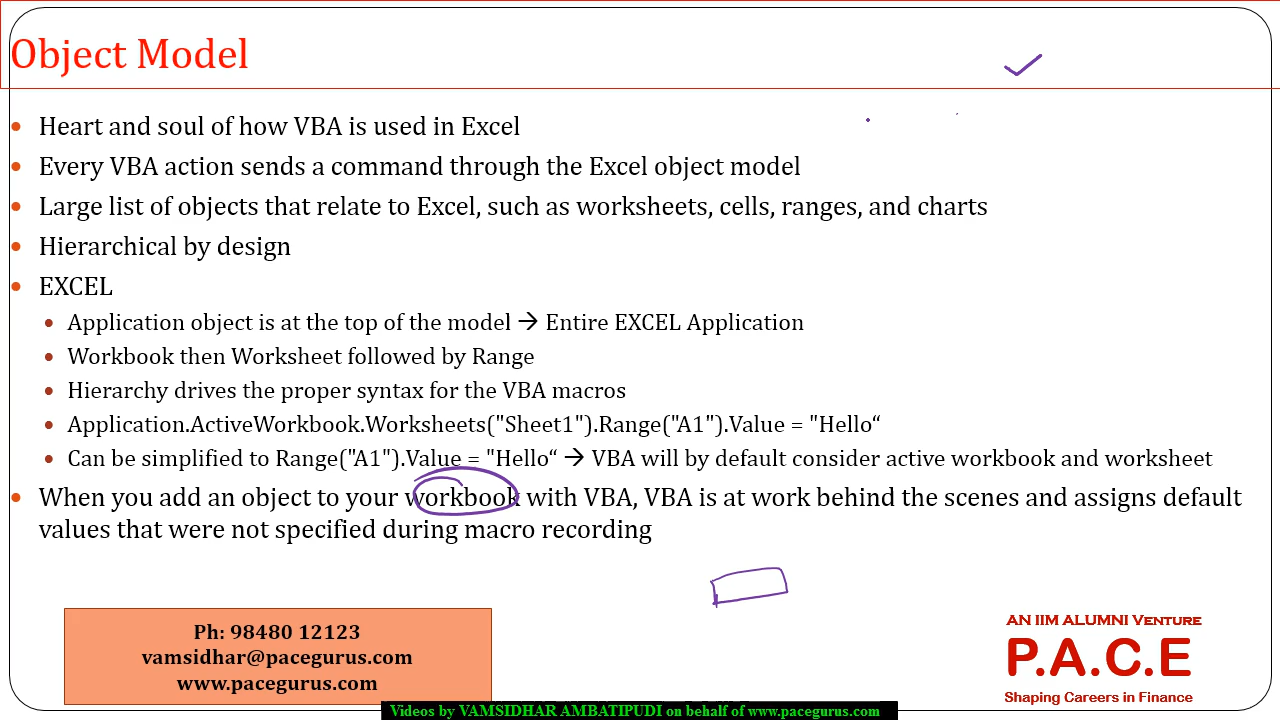 Object Model
• Heart and soul of how VBA is used in Excel
• Every VBA action sends a command through the Excel object model
• Large list of objects that relate to Excel, such as worksheets, cells, ranges, and charts
• Hierarchical by design
• EXCEL
• Application object is at the top of the model → Entire EXCEL Application
• Workbook then Worksheet followed by Range
• Hierarchy drives the proper syntax for the VBA macros
• Application.ActiveWorkbook.Worksheets("Sheet1").Range("A1").Value = "Hello“
• Can be simplified to Range("A1").Value = "Hello“ → VBA will by default consider active workbook and worksheet
• When you add an object to your workbook with VBA, VBA is at work behind the scenes and assigns default
values that were not specified during macro recording
Ph: 98480 12123
vamsidhar@pacegurus.com
www.pacegurus.com
AN IIM ALUMNI VENTURE
P.A.C.E
Shaping Careers in Finance
Videos by VAMSIDHAR AMBATIPUDI on behalf of www.pacegurus.com